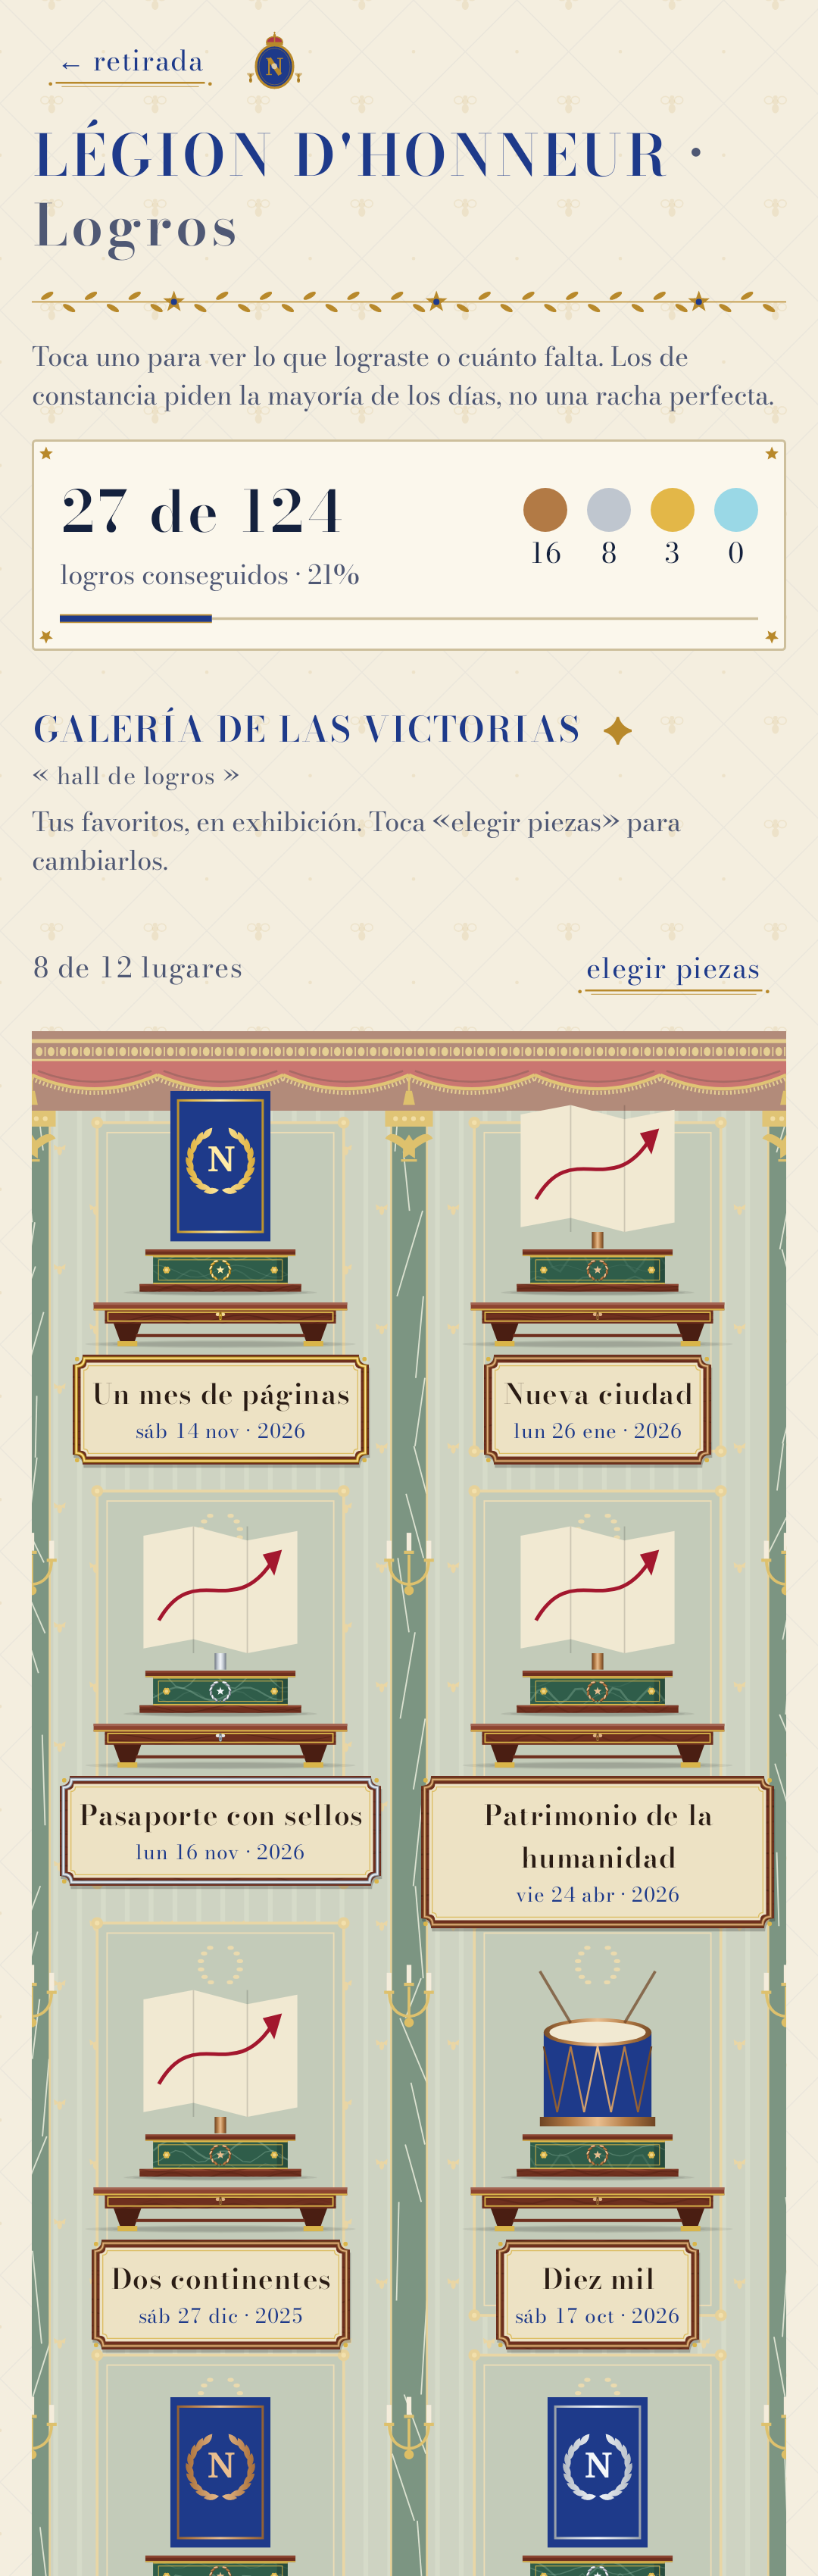 ← retirada
N
LÉGION D'HONNEUR ·
Logros
Toca uno para ver lo que lograste o cuánto falta. Los de
constancia piden la mayoría de los días, no una racha perfecta.
27 de 124
logros conseguidos · 21%
16 8 3 0
GALERÍA DE LAS VICTORIAS
« hall de logros »
Tus favoritos, en exhibición. Toca «elegir piezas» para
cambiarlos.
8 de 12 lugares
elegir piezas
N
Un mes de páginas
sáb 14 nov · 2026
Nueva ciudad
lun 26 ene · 2026
Pasaporte con sellos
lun 16 nov · 2026
Patrimonio de la
humanidad
vie 24 abr · 2026
Dos continentes
sáb 27 dic · 2025
Diez mil
sáb 17 oct · 2026
N
N